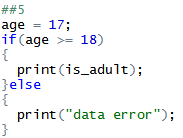 ##5
age = 17;
if(age >= 18)
{
  print(is_adult);
}else
{
  print("data error");
}